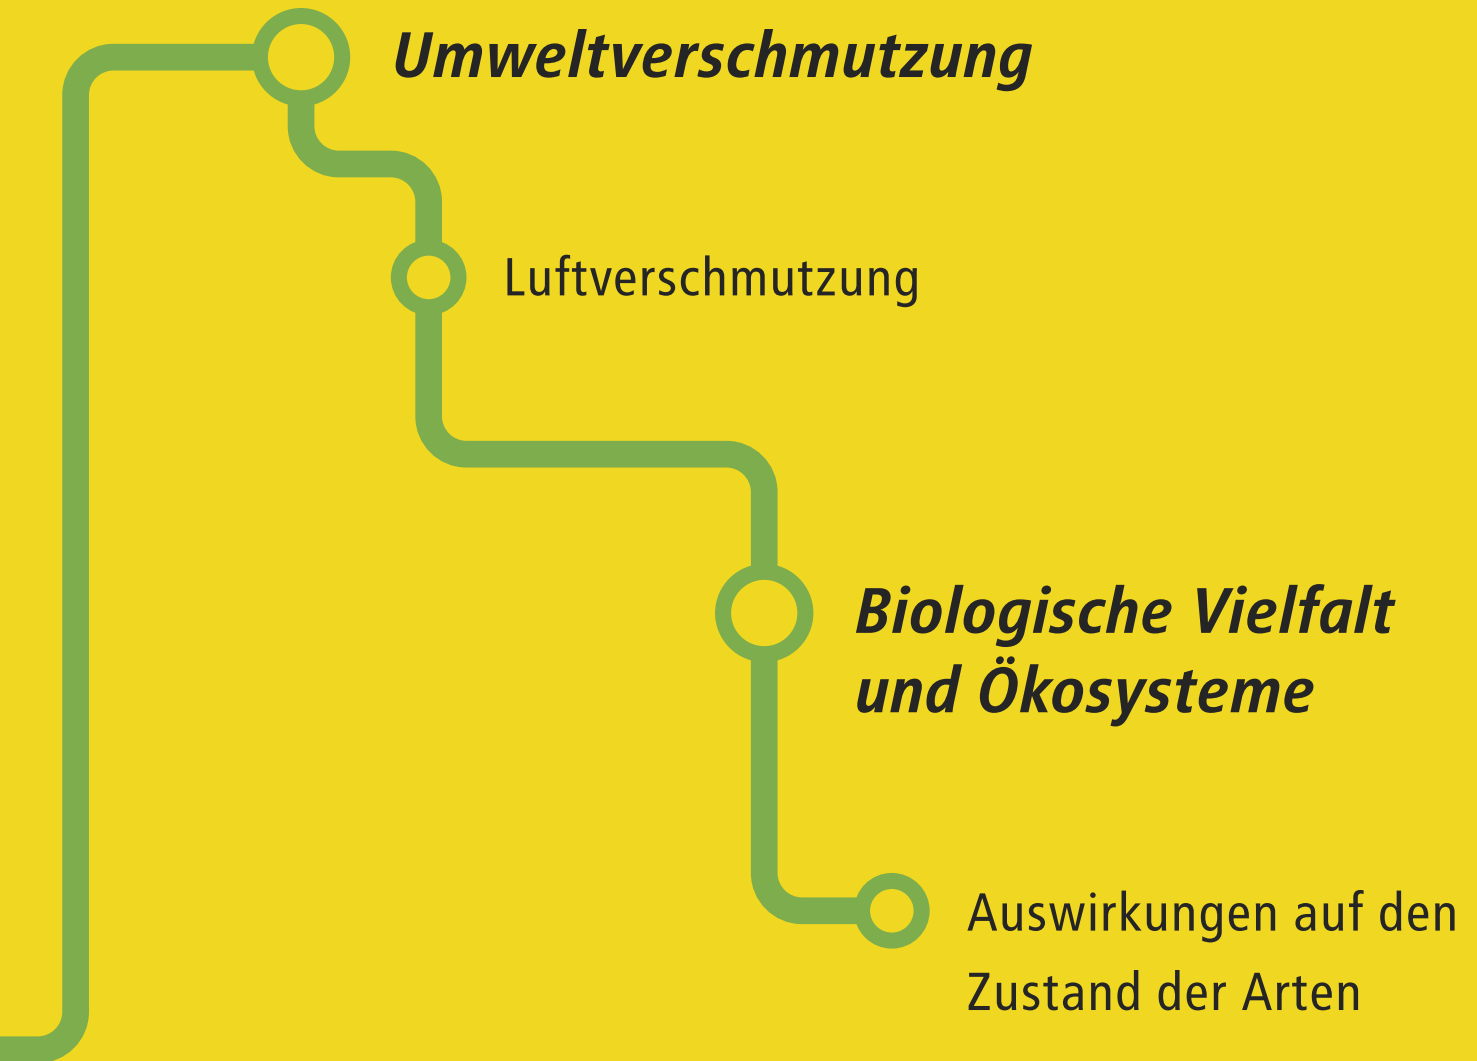 Umweltverschmutzung
Luftverschmutzung
Biologische Vielfalt
und Ökosysteme
Auswirkungen auf den
Zustand der Arten